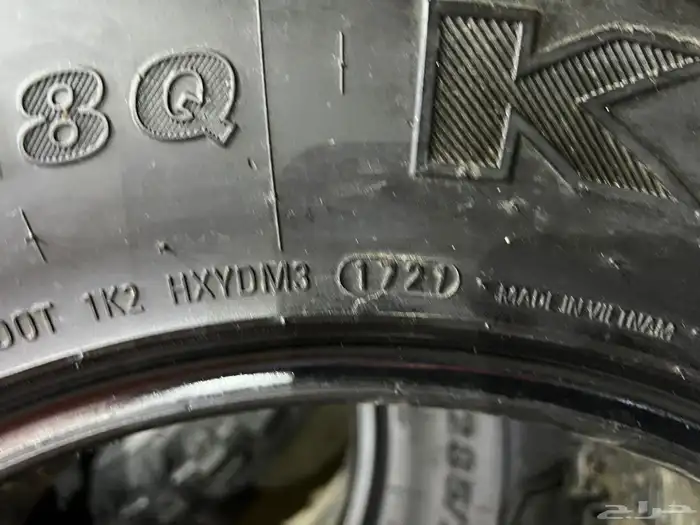 8Q K
DOT 1K2 HXYDM3 1721 MADE IN VIETNAM
حراج